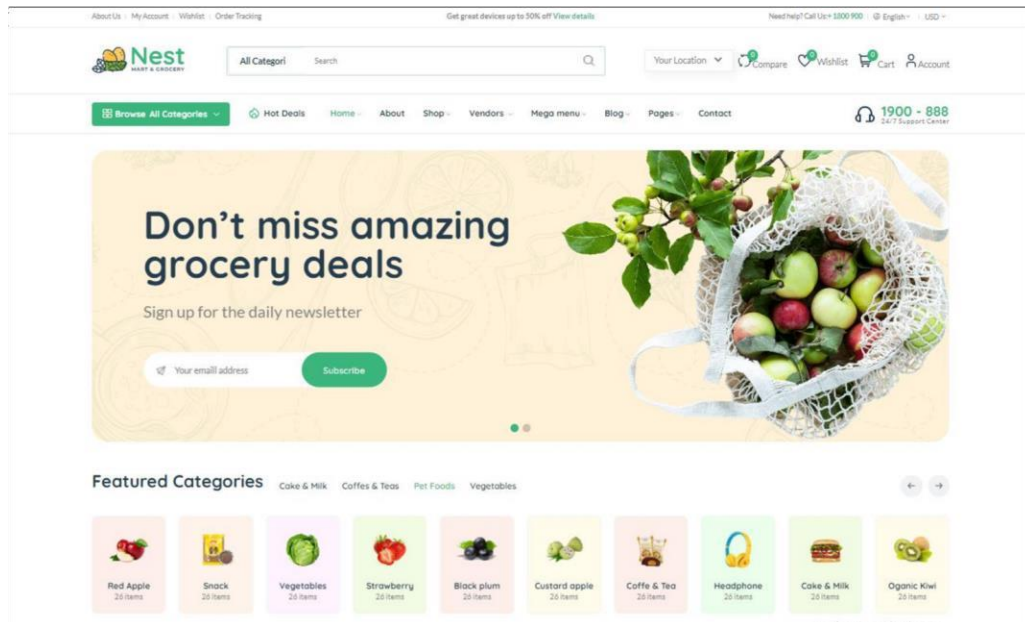 About Us My Account Wishlist Order Tracking
Get great devices up to 50% off View details
Need help? Call Us: + 1800 900 English USD
Nest
MART & GROCERY
All Categori Search
Your Location
0 Compare 0 Wishlist 0 Cart Account
Browse All Categories Hot Deals Home About Shop Vendors Mega menu Blog Pages Contact
1900 - 888
24/7 Support Center
Don't miss amazing
grocery deals
Sign up for the daily newsletter
Your emaill address Subscribe
Featured Categories Cake & Milk Coffes & Teas Pet Foods Vegetables
Red Apple Snack Vegetables Strawberry Black plum Custard apple Coffe & Tea Headphone Cake & Milk Oganic Kiwi
26 items 26 items 26 items 26 items 26 items 26 items 26 items 26 items 26 items 26 items